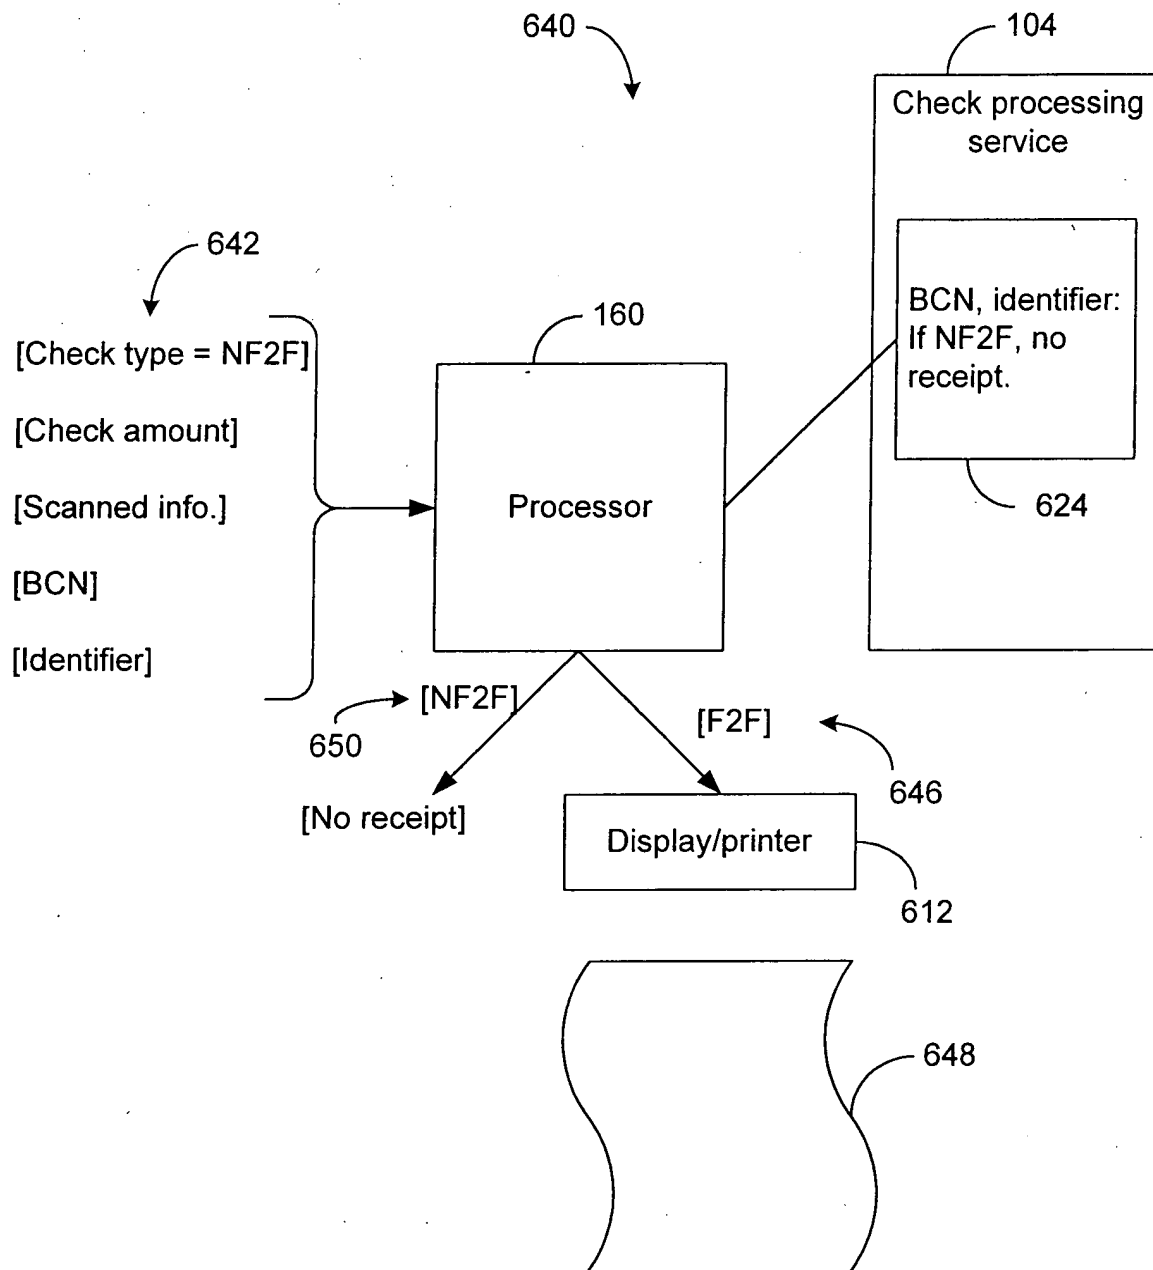 640
104
Check processing
service
642
[Check type = NF2F]
[Check amount]
[Scanned info.]
[BCN]
[Identifier]
160
Processor
BCN, identifier:
If NF2F, no
receipt.
624
[NF2F]
650
[No receipt]
[F2F]
646
Display/printer
612
648